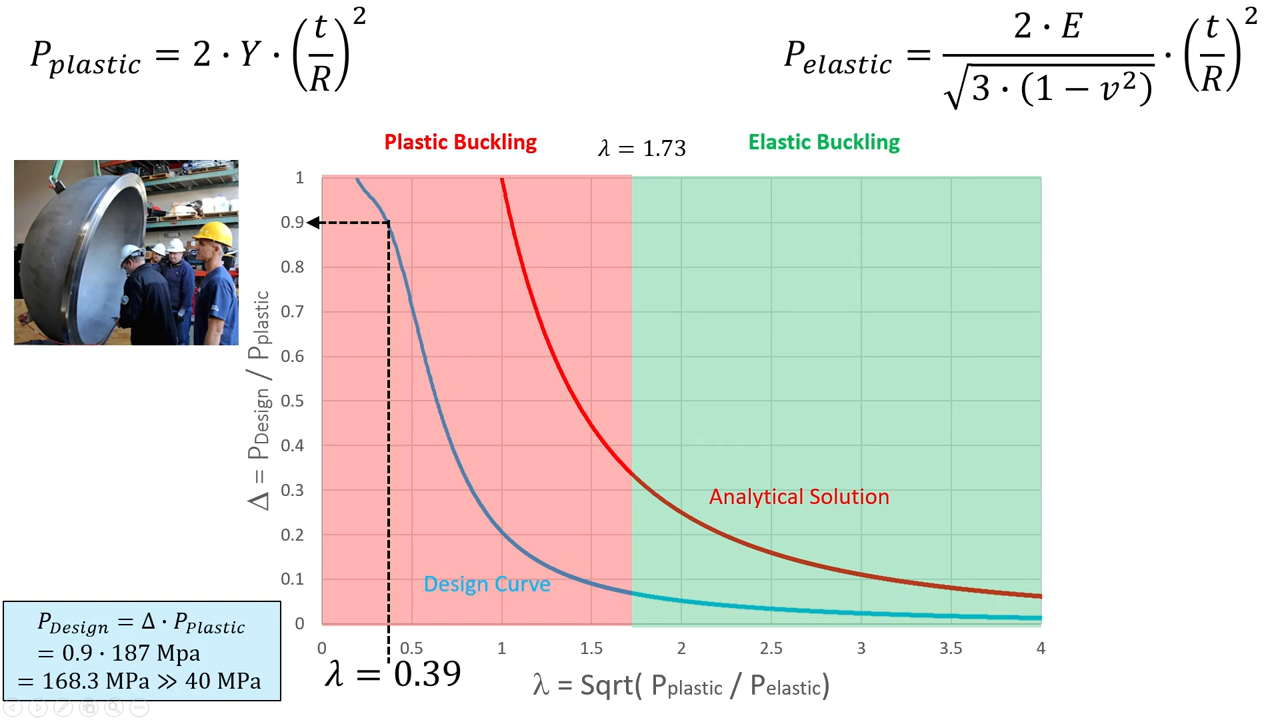 P_plastic = 2 · Y · (t/R)^2
P_elastic = 2 · E / √(3 · (1 − v^2)) · (t/R)^2
Plastic Buckling
λ = 1.73
Elastic Buckling
1
0.9
0.8
0.7
0.6
0.5
0.4
0.3
0.2
0.1
0
Δ = P_Design / P_plastic
Analytical Solution
Design Curve
0 0.5 1 1.5 2 2.5 3 3.5 4
λ = 0.39
λ = Sqrt( P_plastic / P_elastic)
P_Design = Δ · P_Plastic
= 0.9 · 187 Mpa
= 168.3 MPa ≫ 40 MPa